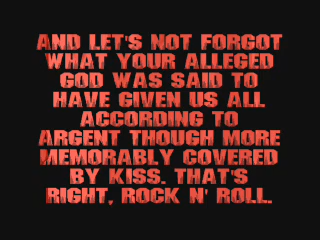 AND LET'S NOT FORGOT
WHAT YOUR ALLEGED
GOD WAS SAID TO
HAVE GIVEN US ALL
ACCORDING TO
ARGENT THOUGH MORE
MEMORABLY COVERED
BY KISS. THAT'S
RIGHT, ROCK N' ROLL.